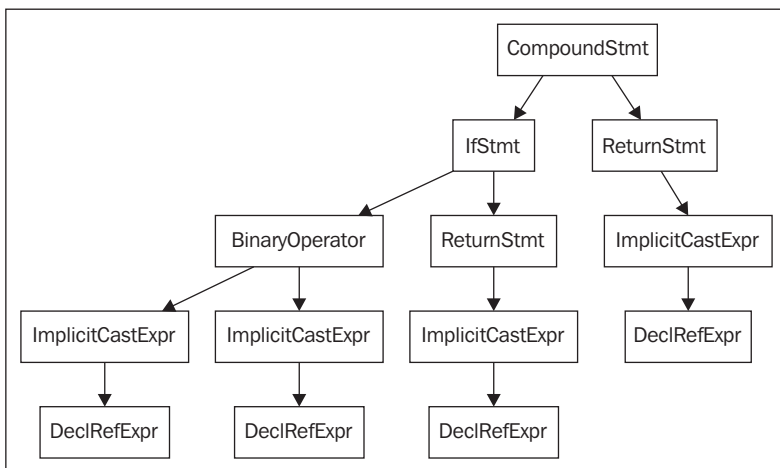 CompoundStmt
IfStmt
ReturnStmt
BinaryOperator
ReturnStmt
ImplicitCastExpr
ImplicitCastExpr
ImplicitCastExpr
ImplicitCastExpr
DeclRefExpr
DeclRefExpr
DeclRefExpr
DeclRefExpr